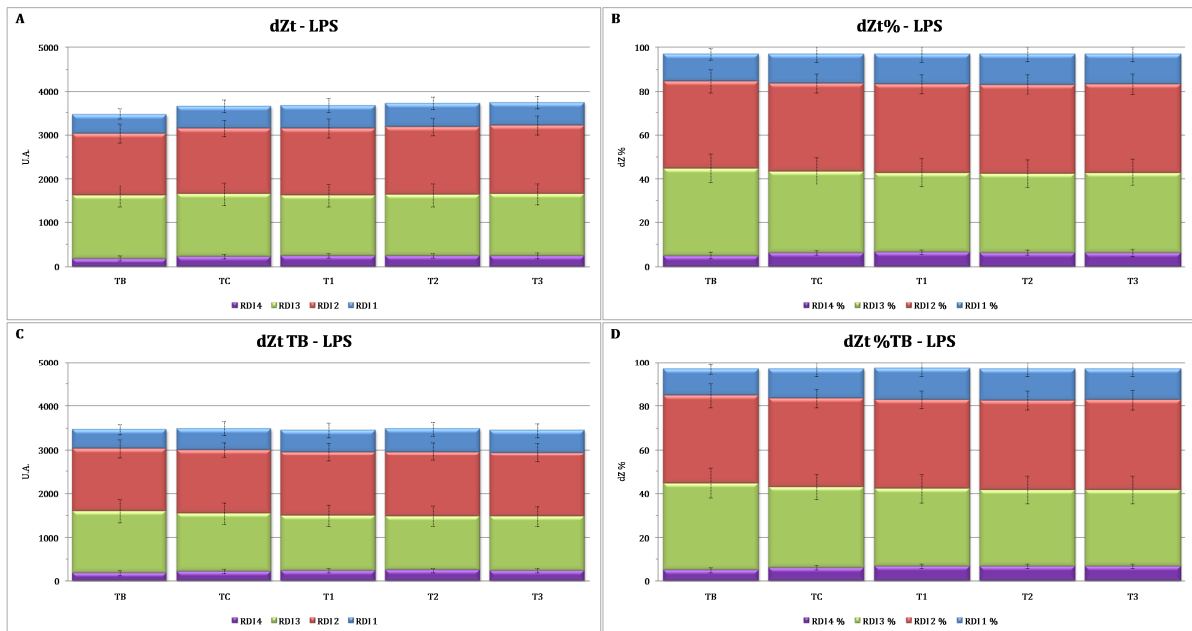 A
dZt - LPS
5000
4000
3000
2000
1000
0
U.A.
TB TC T1 T2 T3
RDI4 RDI3 RDI2 RDI1
B
dZt% - LPS
100
80
60
40
20
0
dZ %
TB TC T1 T2 T3
RDI4 % RDI3 % RDI2 % RDI1 %
C
dZt TB - LPS
5000
4000
3000
2000
1000
0
U.A.
TB TC T1 T2 T3
RDI4 RDI3 RDI2 RDI1
D
dZt %TB - LPS
100
80
60
40
20
0
dZ %
TB TC T1 T2 T3
RDI4 % RDI3 % RDI2 % RDI1 %